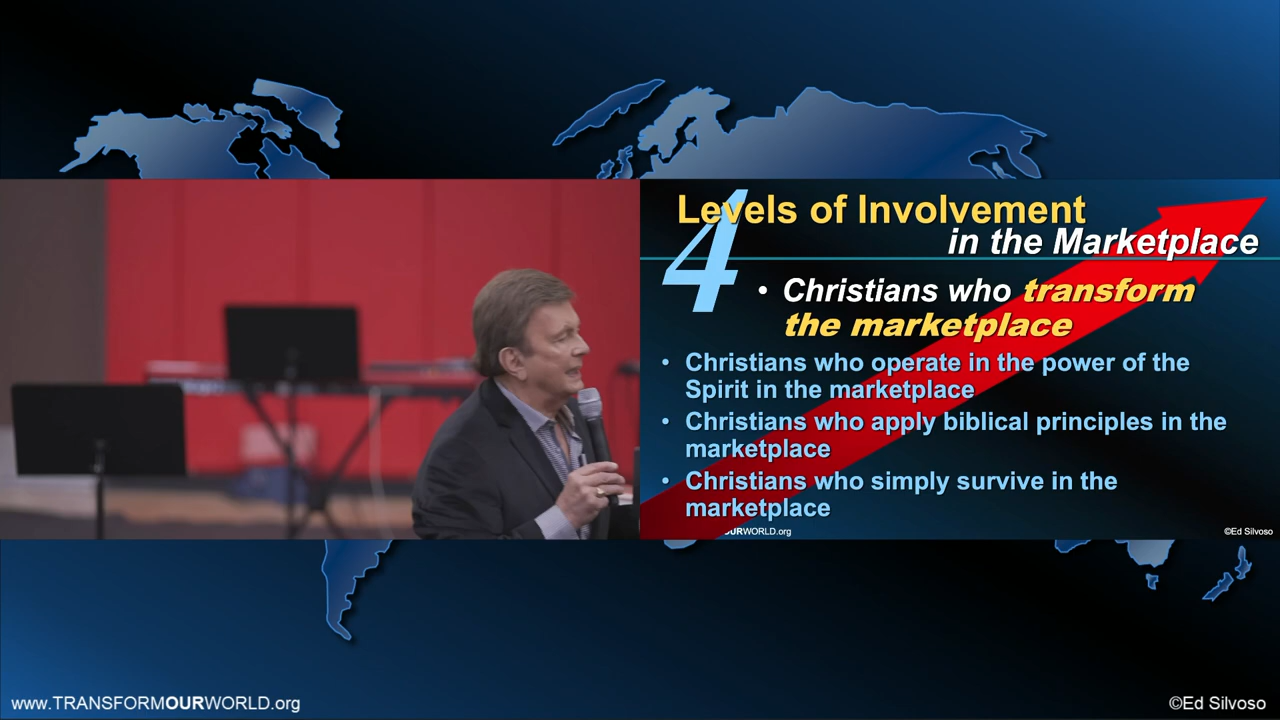 4
Levels of Involvement
in the Marketplace
• Christians who transform
the marketplace
• Christians who operate in the power of the
Spirit in the marketplace
• Christians who apply biblical principles in the
marketplace
• Christians who simply survive in the
marketplace
OURWORLD.org
©Ed Silvoso
www.TRANSFORMOURWORLD.org
©Ed Silvoso